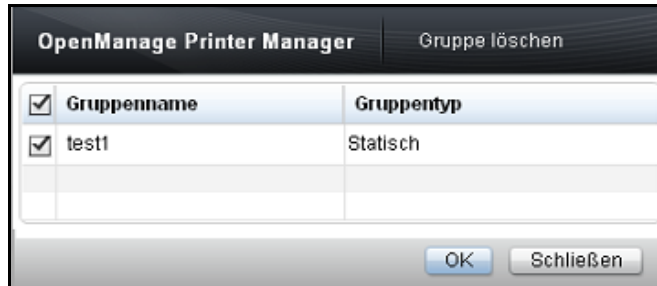 OpenManage Printer Manager Gruppe löschen
Gruppenname Gruppentyp
test1 Statisch
OK Schließen